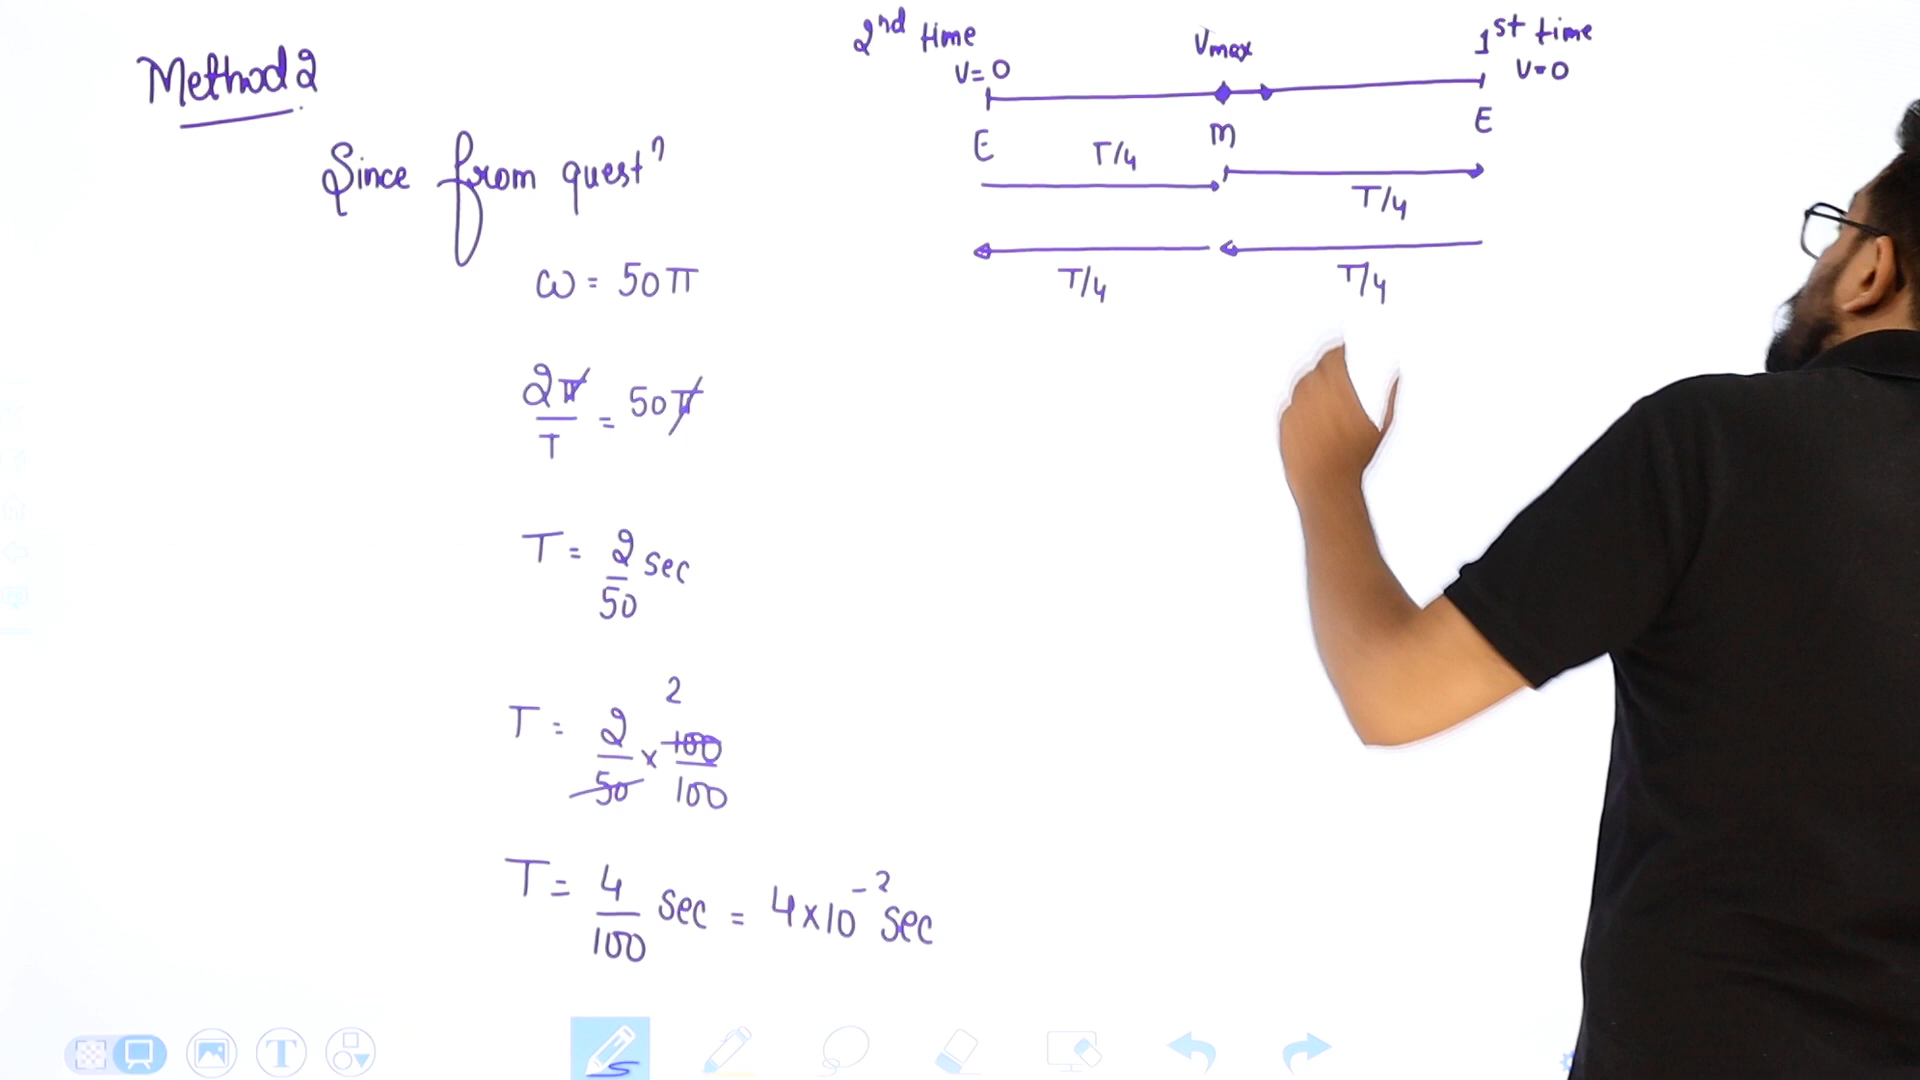 Method 2
Since from quest?
ω = 50π
2π/T = 50π
T = 2/50 sec
2
T = 2/50 × 100/100
T = 4/100 sec = 4×10⁻² sec
2nd time
V=0
Vmax
1st time
V=0
E
m
E
T/4
T/4
T/4
T/4
T